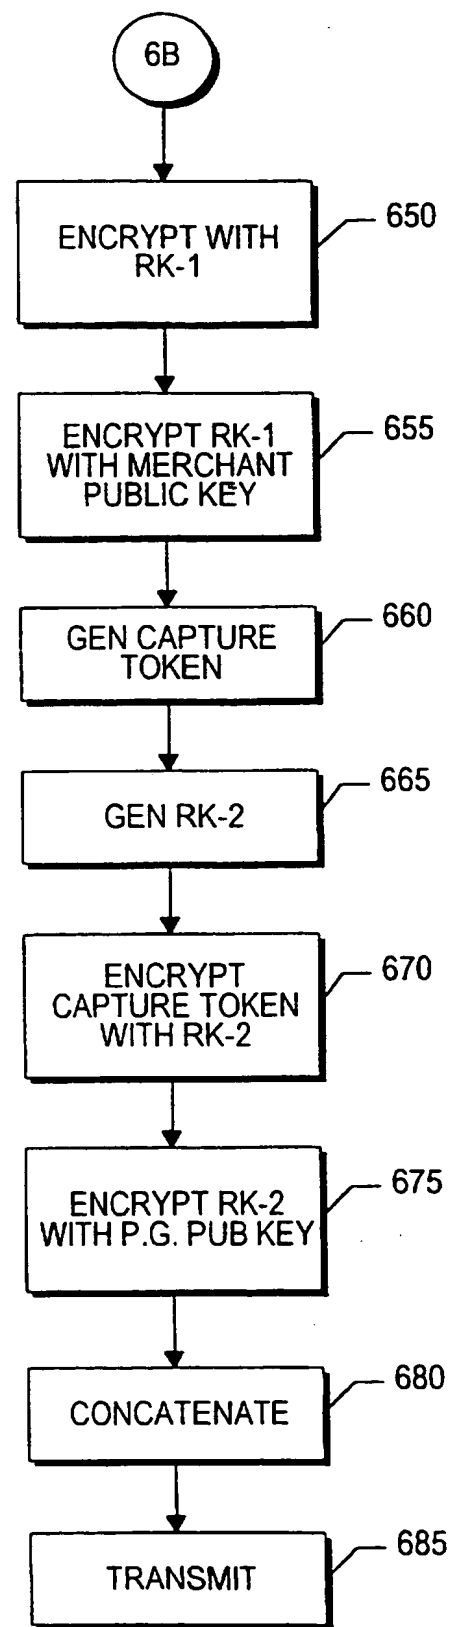 6B
ENCRYPT WITH
RK-1
650
ENCRYPT RK-1
WITH MERCHANT
PUBLIC KEY
655
GEN CAPTURE
TOKEN
660
GEN RK-2
665
ENCRYPT
CAPTURE TOKEN
WITH RK-2
670
ENCRYPT RK-2
WITH P.G. PUB KEY
675
CONCATENATE
680
TRANSMIT
685